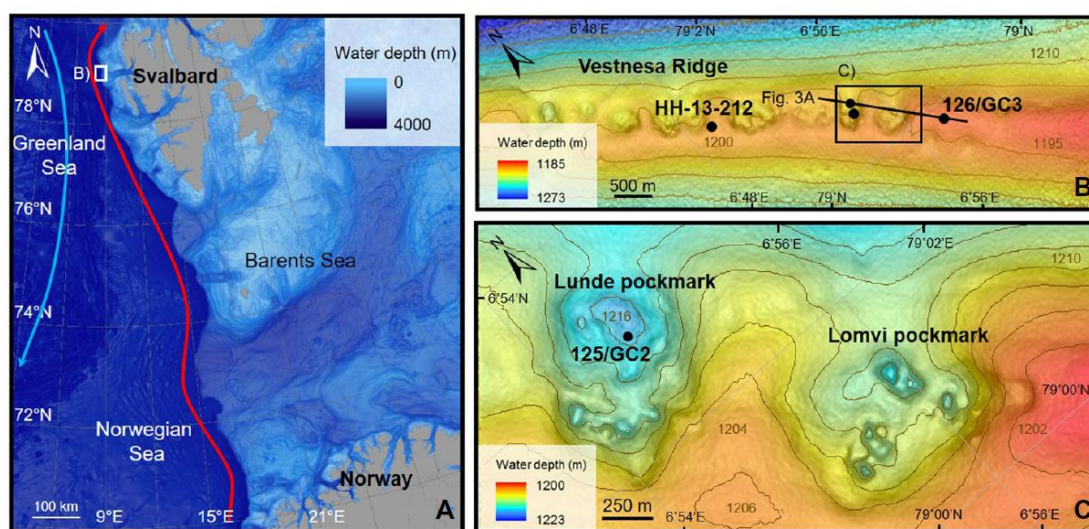 N
B)
Svalbard
Water depth (m)
0
4000
78°N
Greenland
Sea
76°N
Barents Sea
74°N
72°N
Norwegian
Sea
Norway
100 km
9°E
15°E
21°E
A
6°48'E
79°2'N
6°56'E
79°N
N
1210
Vestnesa Ridge
C)
Fig. 3A
HH-13-212
126/GC3
Water depth (m)
1185
1273
1200
1195
500 m
6°48'E
79°N
6°56'E
B
N
6°56'E
79°02'E
1210
Lunde pockmark
6°54'N
1216
Lomvi pockmark
125/GC2
79°00'E
1204
1202
Water depth (m)
1200
1223
250 m
1206
6°54'E
79°00'N
6°56'E
C